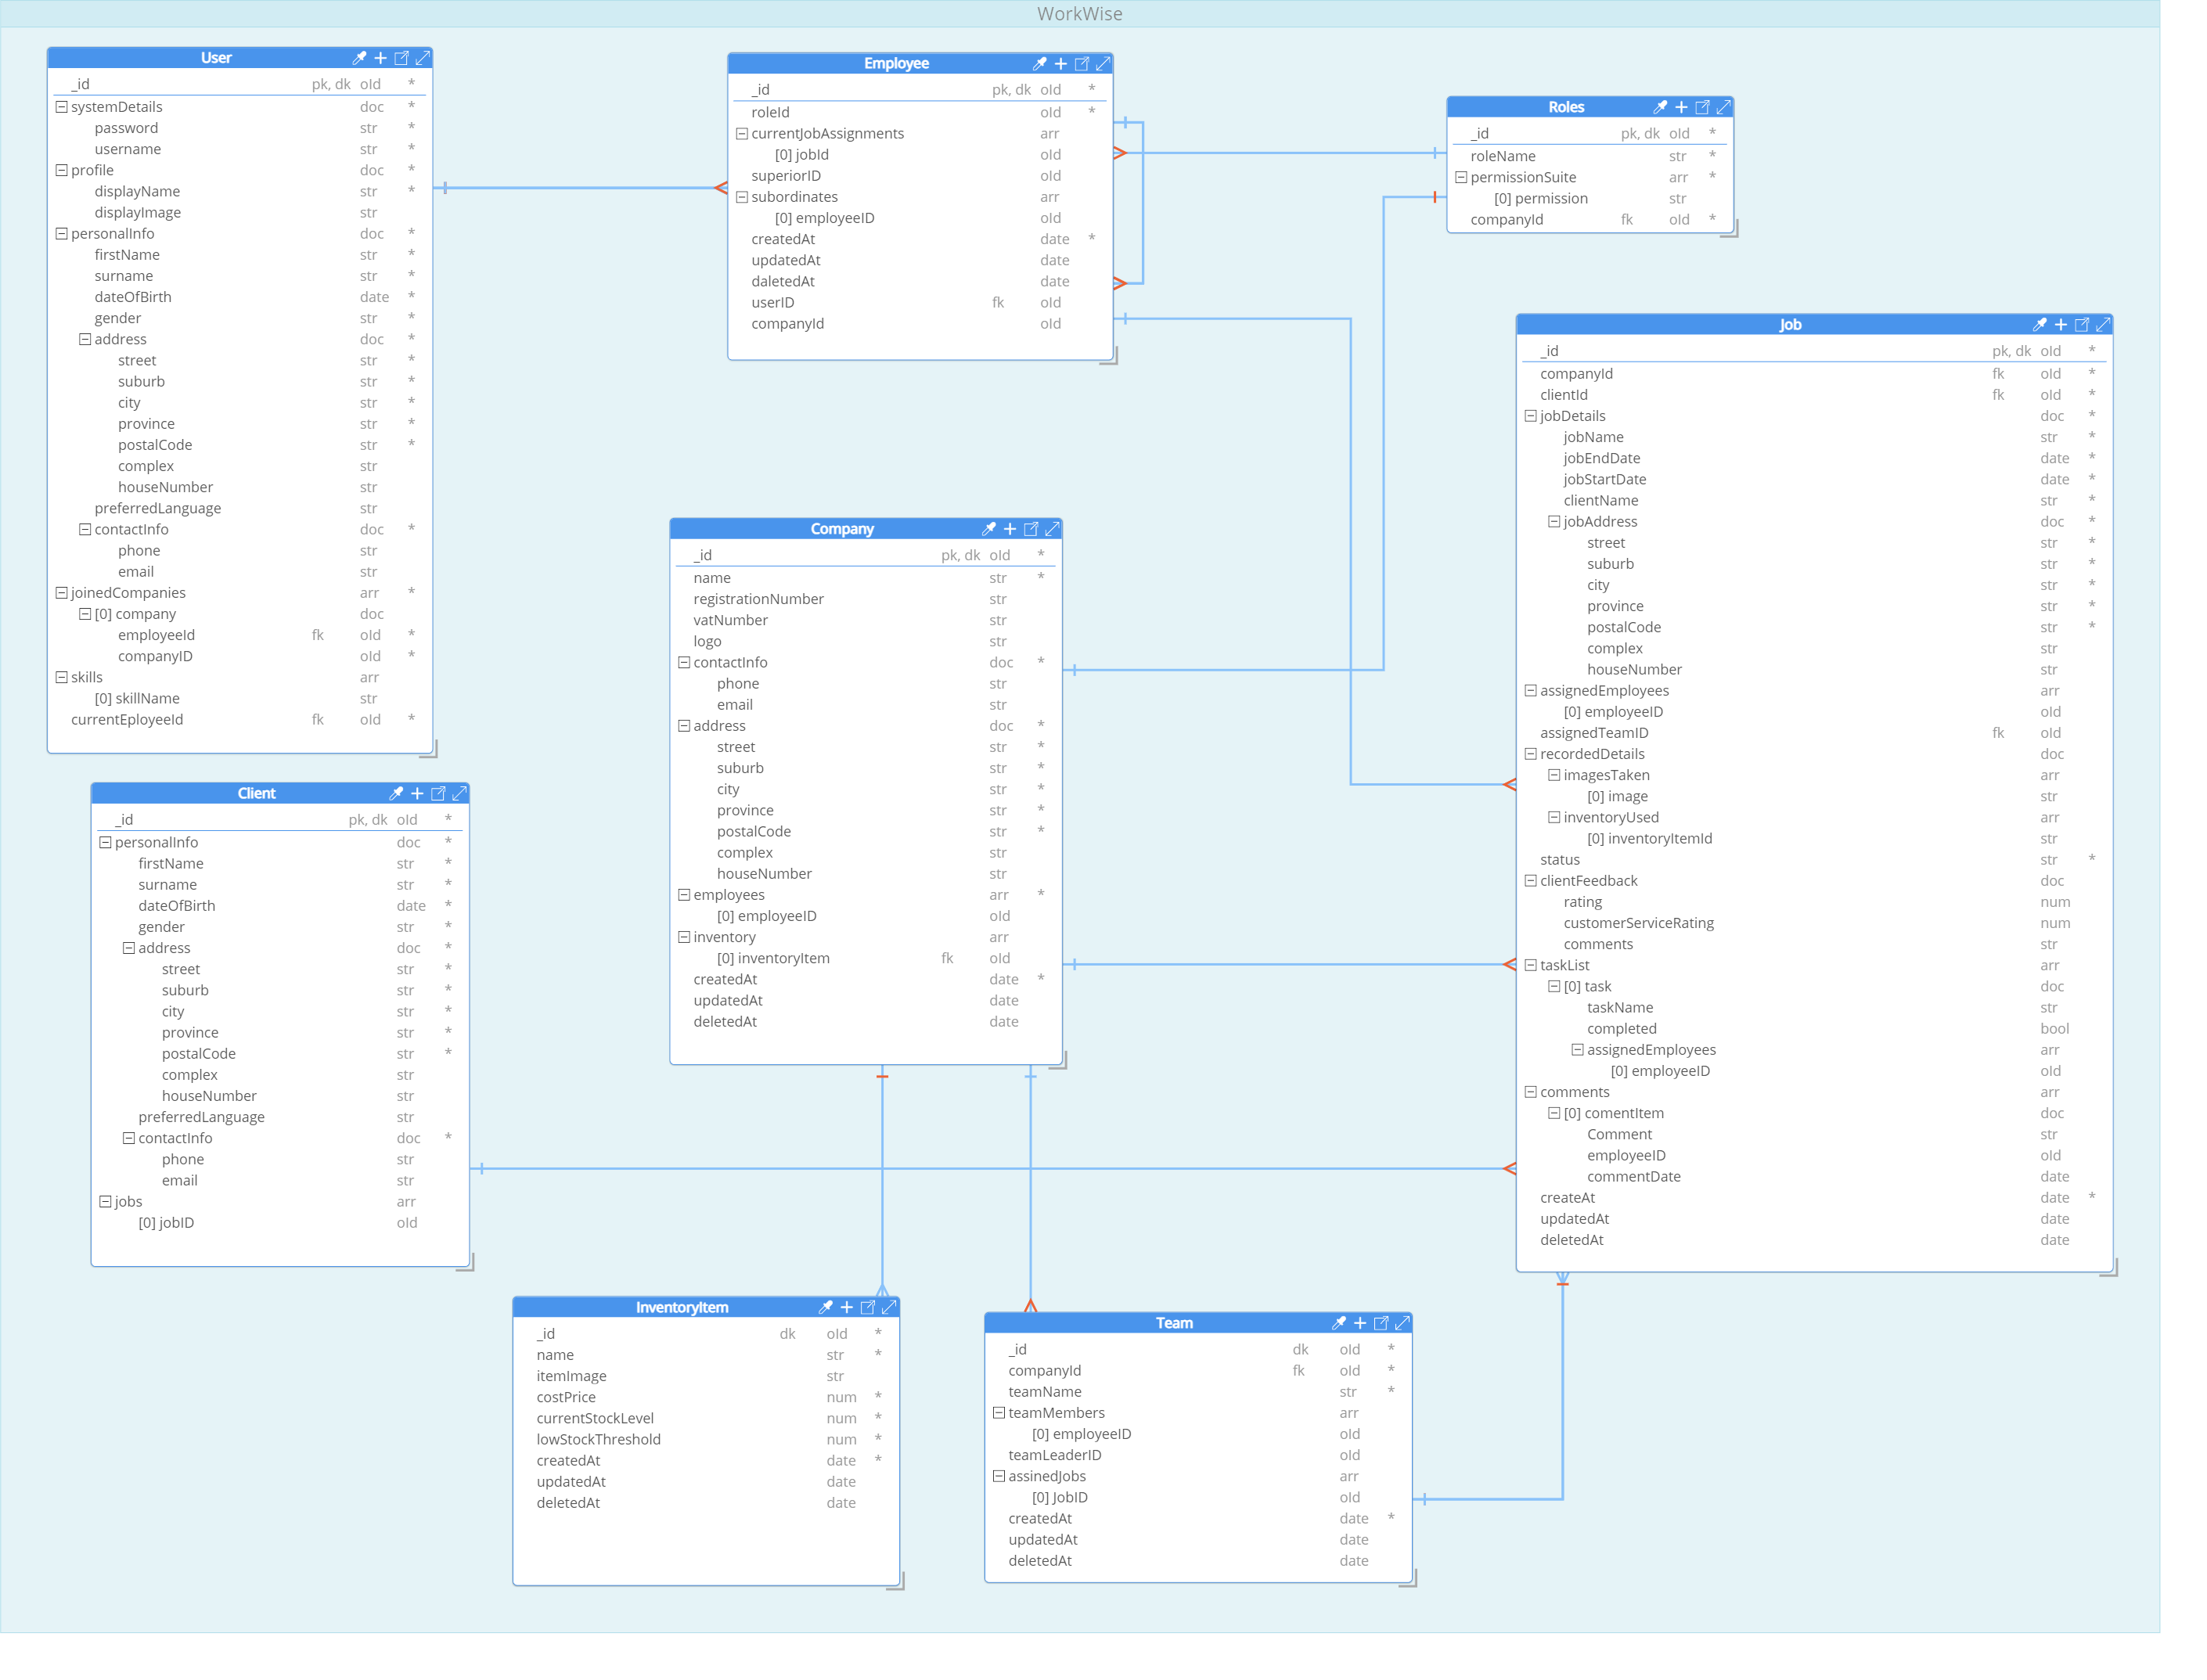 WorkWise
User
_id pk, dk oId *
systemDetails doc *
password str *
username str *
profile doc *
displayName str *
displayImage str
personalInfo doc *
firstName str *
surname str *
dateOfBirth date *
gender str *
address doc *
street str *
suburb str *
city str *
province str *
postalCode str *
complex str
houseNumber str
preferredLanguage str
contactInfo doc *
phone str
email str
joinedCompanies arr *
[0] company doc
employeeId fk oId *
companyID oId *
skills arr
[0] skillName str
currentEployeeId fk oId *
Employee
_id pk, dk oId *
roleId oId *
currentJobAssignments arr
[0] jobId oId
superiorID oId
subordinates arr
[0] employeeID oId
createdAt date *
updatedAt date
daletedAt date
userID fk oId
companyId oId
Roles
_id pk, dk oId *
roleName str *
permissionSuite arr *
[0] permission str
companyId fk oId *
Job
_id pk, dk oId *
companyId fk oId *
clientId fk oId *
jobDetails doc *
jobName str *
jobEndDate date *
jobStartDate date *
clientName str *
jobAddress doc *
street str *
suburb str *
city str *
province str *
postalCode str *
complex str
houseNumber str
assignedEmployees arr
[0] employeeID oId
assignedTeamID fk oId
recordedDetails doc
imagesTaken arr
[0] image str
inventoryUsed arr
[0] inventoryItemId str
status str *
clientFeedback doc
rating num
customerServiceRating num
comments str
taskList arr
[0] task doc
taskName str
completed bool
assignedEmployees arr
[0] employeeID oId
comments arr
[0] comentItem doc
Comment str
employeeID oId
commentDate date
createAt date *
updatedAt date
deletedAt date
Company
_id pk, dk oId *
name str *
registrationNumber str
vatNumber str
logo str
contactInfo doc *
phone str
email str
address doc *
street str *
suburb str *
city str *
province str *
postalCode str *
complex str
houseNumber str
employees arr *
[0] employeeID oId
inventory arr
[0] inventoryItem fk oId
createdAt date *
updatedAt date
deletedAt date
Client
_id pk, dk oId *
personalInfo doc *
firstName str *
surname str *
dateOfBirth date *
gender str *
address doc *
street str *
suburb str *
city str *
province str *
postalCode str *
complex str
houseNumber str
preferredLanguage str
contactInfo doc *
phone str
email str
jobs arr
[0] jobID oId
InventoryItem
_id dk oId *
name str *
itemImage str
costPrice num *
currentStockLevel num *
lowStockThreshold num *
createdAt date *
updatedAt date
deletedAt date
Team
_id dk oId *
companyId fk oId *
teamName str *
teamMembers arr
[0] employeeID oId
teamLeaderID oId
assinedJobs arr
[0] JobID oId
createdAt date *
updatedAt date
deletedAt date